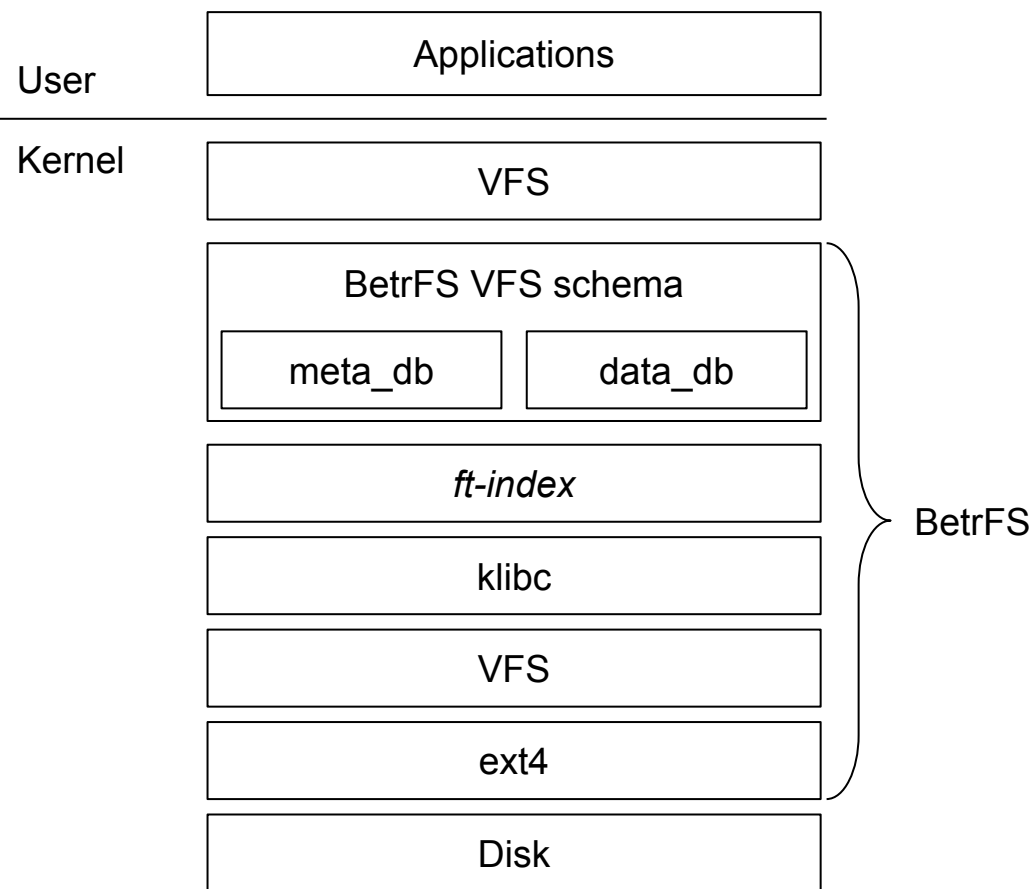 Applications
User
Kernel
VFS
BetrFS VFS schema
meta_db
data_db
ft-index
BetrFS
klibc
VFS
ext4
Disk